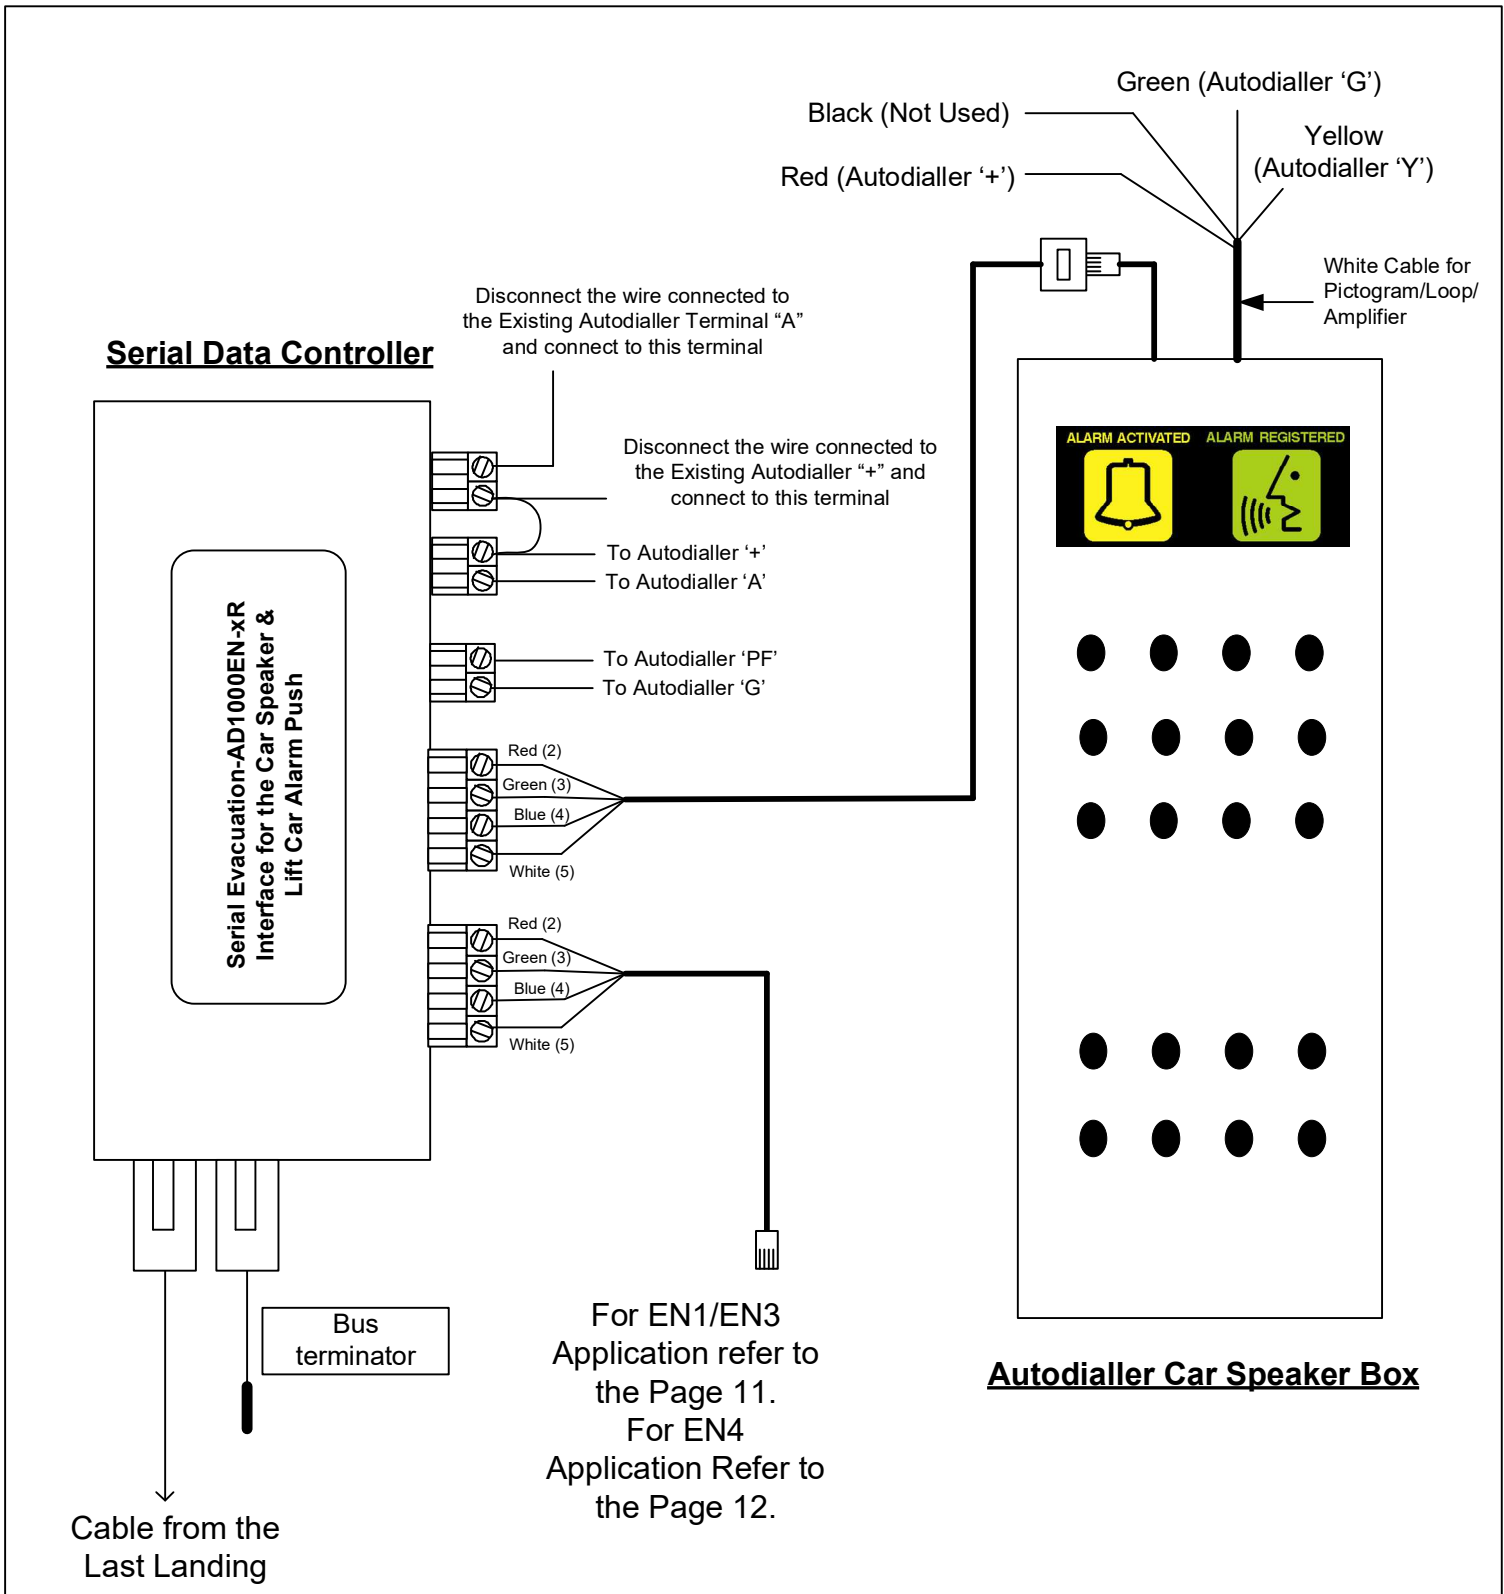 Green (Autodialler ‘G’)
Black (Not Used)
Yellow
(Autodialler ‘Y’)
Red (Autodialler ‘+’)
White Cable for
Pictogram/Loop/
Amplifier
Disconnect the wire connected to
the Existing Autodialler Terminal “A”
and connect to this terminal
Serial Data Controller
Disconnect the wire connected to
the Existing Autodialler “+” and
connect to this terminal
ALARM ACTIVATED
ALARM REGISTERED
To Autodialler ‘+’
To Autodialler ‘A’
To Autodialler ‘PF’
To Autodialler ‘G’
Serial Evacuation-AD1000EN-xR
Interface for the Car Speaker &
Lift Car Alarm Push
Red (2)
Green (3)
Blue (4)
White (5)
Red (2)
Green (3)
Blue (4)
White (5)
Bus
terminator
For EN1/EN3
Application refer to
the Page 11.
For EN4
Application Refer to
the Page 12.
Autodialler Car Speaker Box
Cable from the
Last Landing